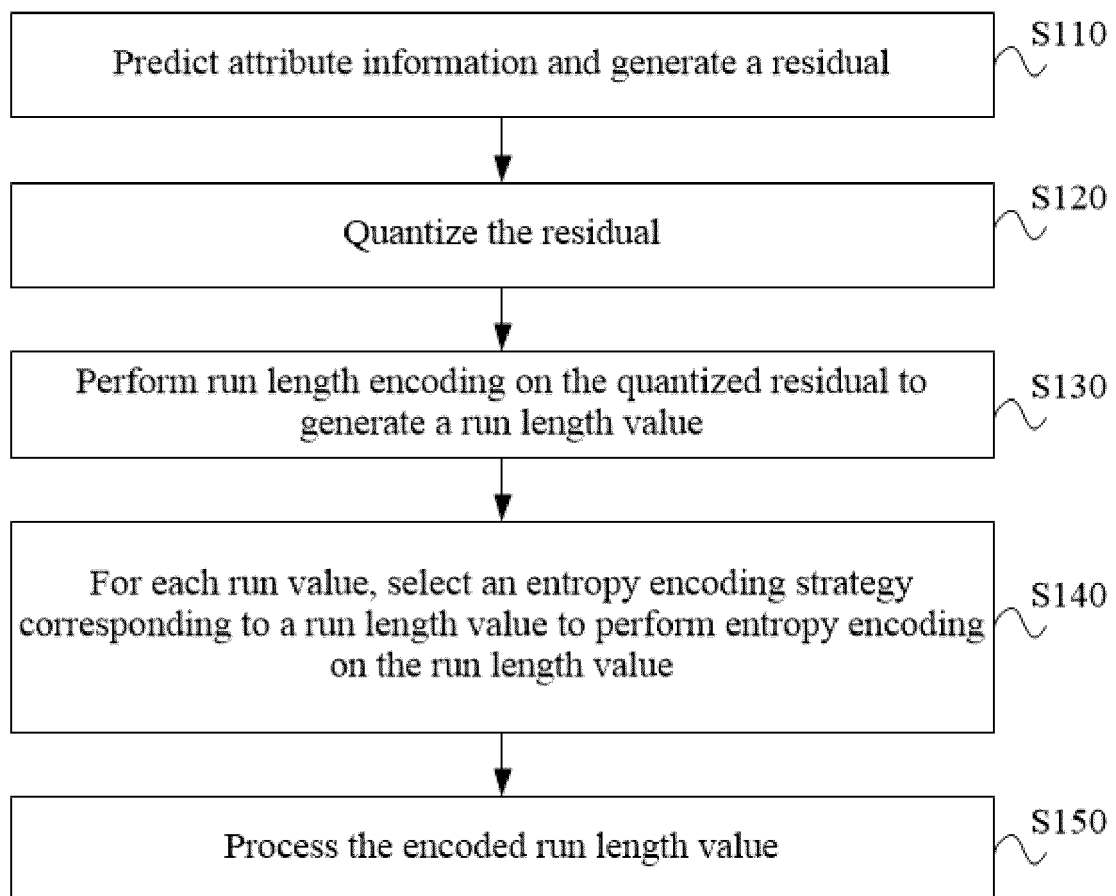 Predict attribute information and generate a residual
S110
Quantize the residual
S120
Perform run length encoding on the quantized residual to
generate a run length value
S130
For each run value, select an entropy encoding strategy
corresponding to a run length value to perform entropy encoding
on the run length value
S140
Process the encoded run length value
S150